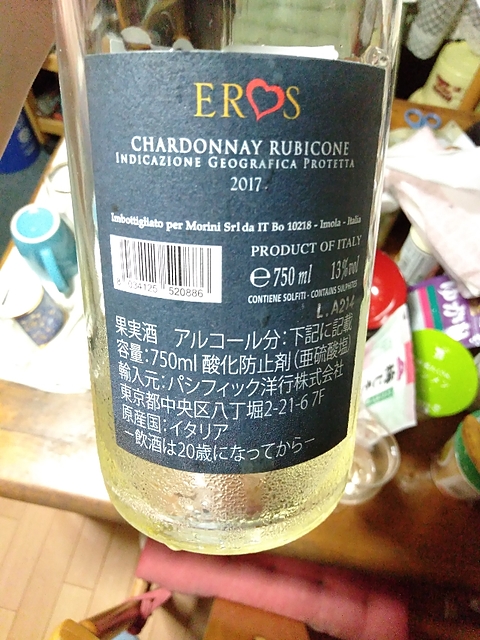 EROS
CHARDONNAY RUBICONE
INDICAZIONE GEOGRAFICA PROTETTA
2017
Imbottigliato per Morini Srl da IT Bo 10218 - Imola - Italia
PRODUCT OF ITALY
℮ 750 ml 13%vol
CONTIENE SOLFITI - CONTAINS SULPHITES
8 034125 520886
果実酒 アルコール分:下記に記載
容量:750ml 酸化防止剤(亜硫酸塩)
輸入元:パシフィック洋行株式会社
東京都中央区八丁堀2-21-6 7F
原産国:イタリア
ー飲酒は20歳になってからー